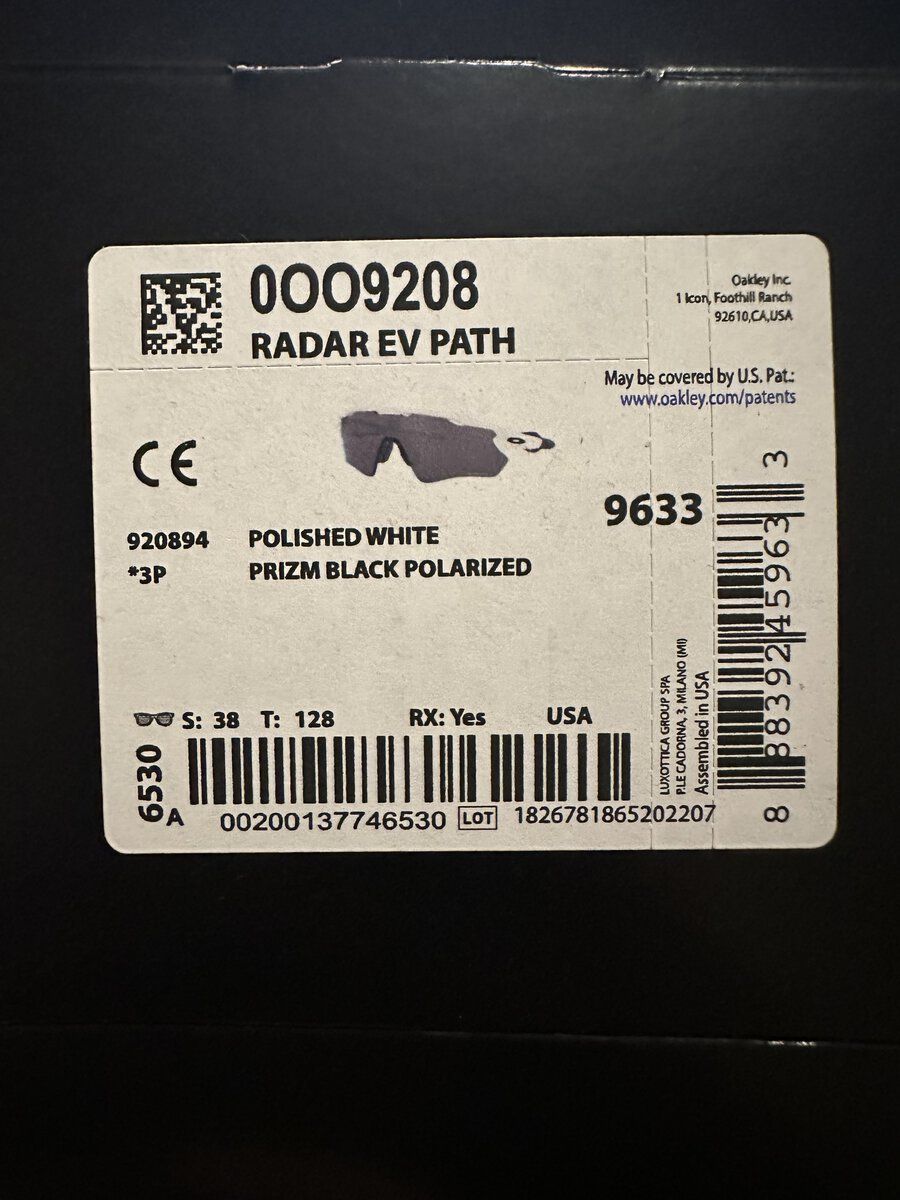 0OO9208
RADAR EV PATH
Oakley Inc.
1 Icon, Foothill Ranch
92610,CA,USA
May be covered by U.S. Pat.:
www.oakley.com/patents
CE
9633
920894 POLISHED WHITE
*3P PRIZM BLACK POLARIZED
S: 38 T: 128 RX: Yes USA
6530
A
00200137746530 LOT 1826781865202207
LUXOTTICA GROUP SPA
P.LE CADORNA, 3, MILANO (MI)
Assembled in USA
8 88392 45963 3